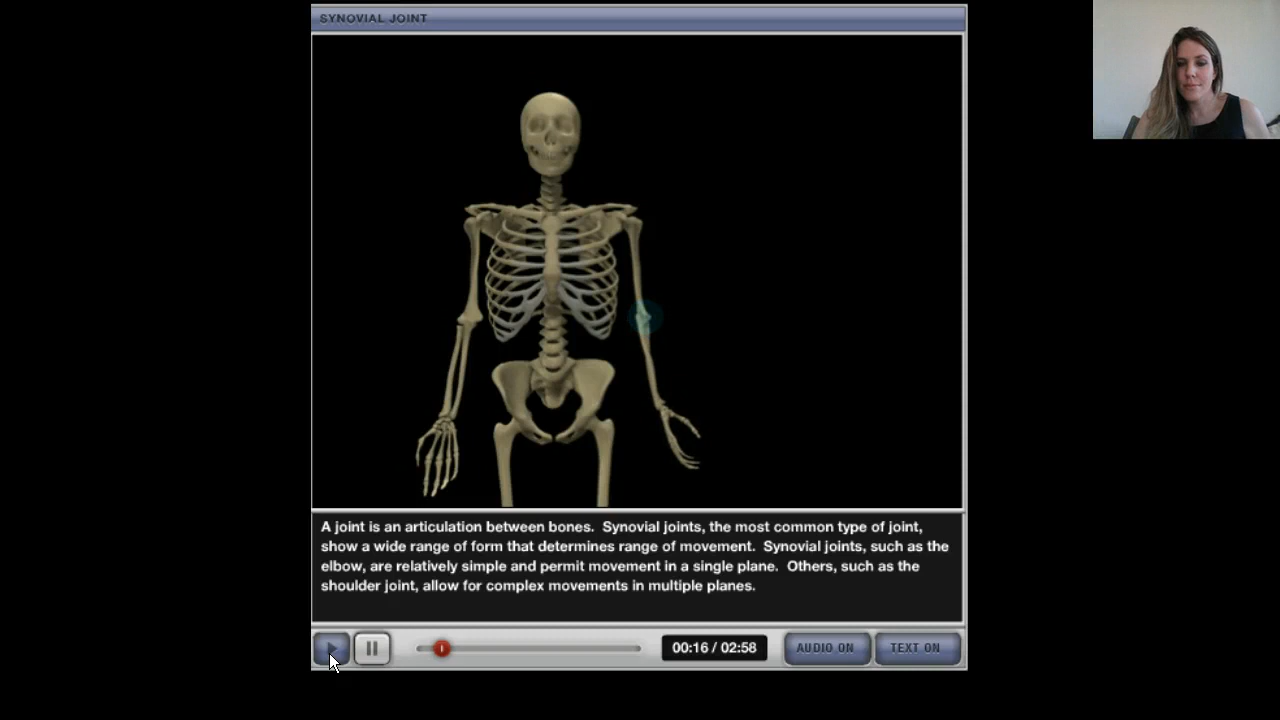 SYNOVIAL JOINT
A joint is an articulation between bones.  Synovial joints, the most common type of joint,
show a wide range of form that determines range of movement.  Synovial joints, such as the
elbow, are relatively simple and permit movement in a single plane.  Others, such as the
shoulder joint, allow for complex movements in multiple planes.
00:16 / 02:58
AUDIO ON
TEXT ON